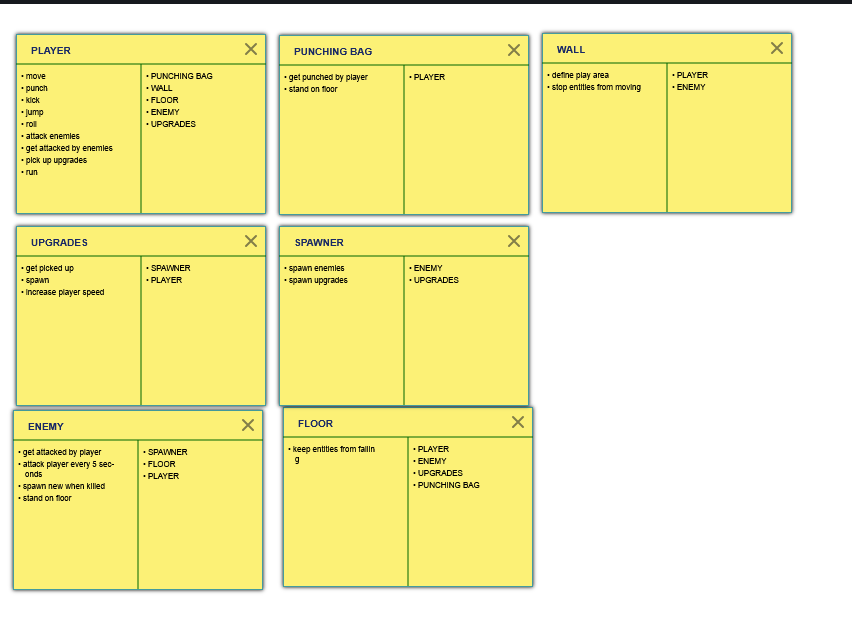 PLAYER
• move
• punch
• kick
• jump
• roll
• attack enemies
• get attacked by enemies
• pick up upgrades
• run
• PUNCHING BAG
• WALL
• FLOOR
• ENEMY
• UPGRADES
PUNCHING BAG
• get punched by player
• stand on floor
• PLAYER
WALL
• define play area
• stop entities from moving
• PLAYER
• ENEMY
UPGRADES
• get picked up
• spawn
• increase player speed
• SPAWNER
• PLAYER
SPAWNER
• spawn enemies
• spawn upgrades
• ENEMY
• UPGRADES
ENEMY
• get attacked by player
• attack player every 5 sec-
onds
• spawn new when killed
• stand on floor
• SPAWNER
• FLOOR
• PLAYER
FLOOR
• keep entities from fallin
g
• PLAYER
• ENEMY
• UPGRADES
• PUNCHING BAG